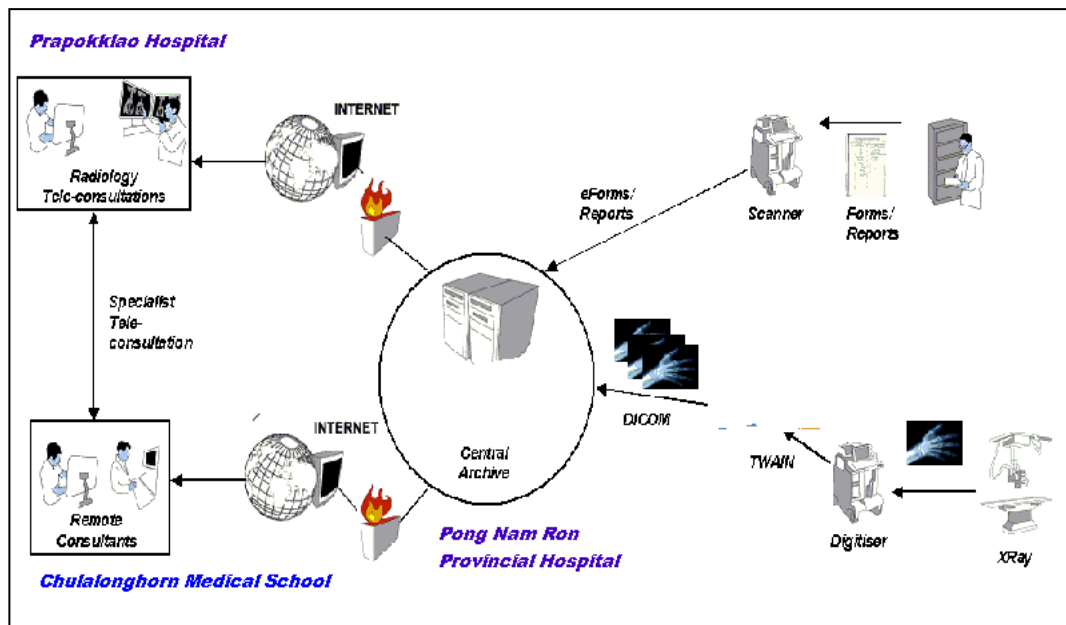 Prapokklao Hospital
INTERNET
Radiology
Tele-consultations
eForms/
Reports
Scanner
Forms/
Reports
Specialist
Tele-
consultation
DICOM
INTERNET
Central
Archive
TWAIN
Remote
Consultants
Digitiser
XRay
Pong Nam Ron
Provincial Hospital
Chulalonghorn Medical School